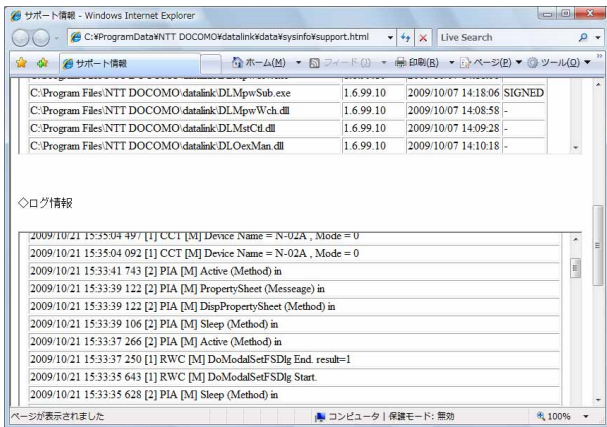 サポート情報 - Windows Internet Explorer
C:¥ProgramData¥NTT DOCOMO¥datalink¥data¥sysinfo¥support.html
Live Search
サポート情報
ホーム(M)
フィード(J)
印刷(R)
ページ(P)
ツール(O)
C:\Program Files\NTT DOCOMO\datalink\DLMpwSub.exe 1.6.99.10 2009/10/07 14:18:06 SIGNED
C:\Program Files\NTT DOCOMO\datalink\DLMpwWch.dll 1.6.99.10 2009/10/07 14:08:58 -
C:\Program Files\NTT DOCOMO\datalink\DLMstCtl.dll 1.6.99.10 2009/10/07 14:09:28 -
C:\Program Files\NTT DOCOMO\datalink\DLOexMan.dll 1.6.99.10 2009/10/07 14:10:18 -
◇ログ情報
2009/10/21 15:35:04 497 [1] CCT [M] Device Name = N-02A , Mode = 0
2009/10/21 15:35:04 092 [1] CCT [M] Device Name = N-02A , Mode = 0
2009/10/21 15:33:41 743 [2] PIA [M] Active (Method) in
2009/10/21 15:33:39 122 [2] PIA [M] PropertySheet (Messeage) in
2009/10/21 15:33:39 122 [2] PIA [M] DispPropertySheet (Method) in
2009/10/21 15:33:39 106 [2] PIA [M] Sleep (Method) in
2009/10/21 15:33:37 266 [2] PIA [M] Active (Method) in
2009/10/21 15:33:37 250 [1] RWC [M] DoModalSetFSDlg End. result=1
2009/10/21 15:33:35 643 [1] RWC [M] DoModalSetFSDlg Start.
2009/10/21 15:33:35 628 [2] PIA [M] Sleep (Method) in
ページが表示されました
コンピュータ | 保護モード: 無効
100%